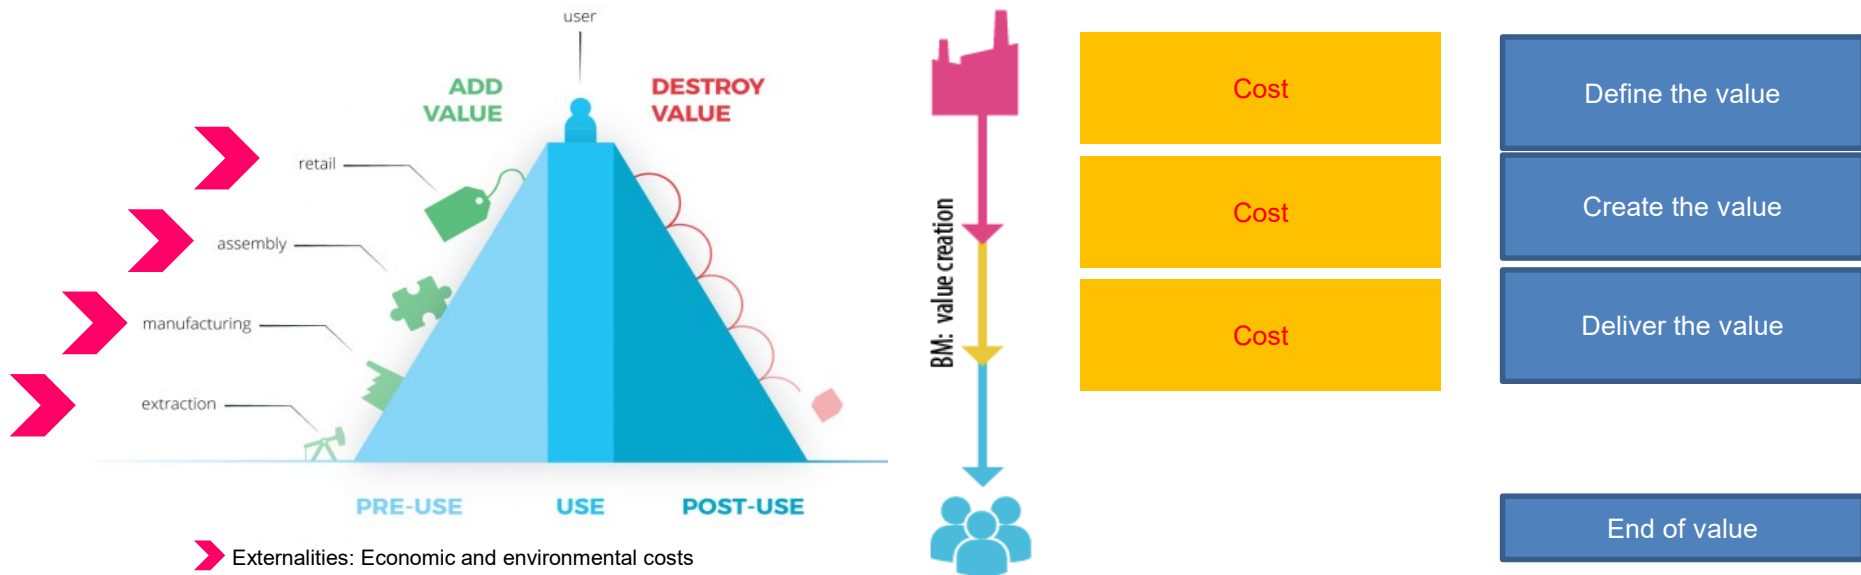 user
ADD
VALUE
DESTROY
VALUE
retail
assembly
manufacturing
extraction
PRE-USE
USE
POST-USE
Externalities: Economic and environmental costs
BM: value creation
Cost
Cost
Cost
Define the value
Create the value
Deliver the value
End of value